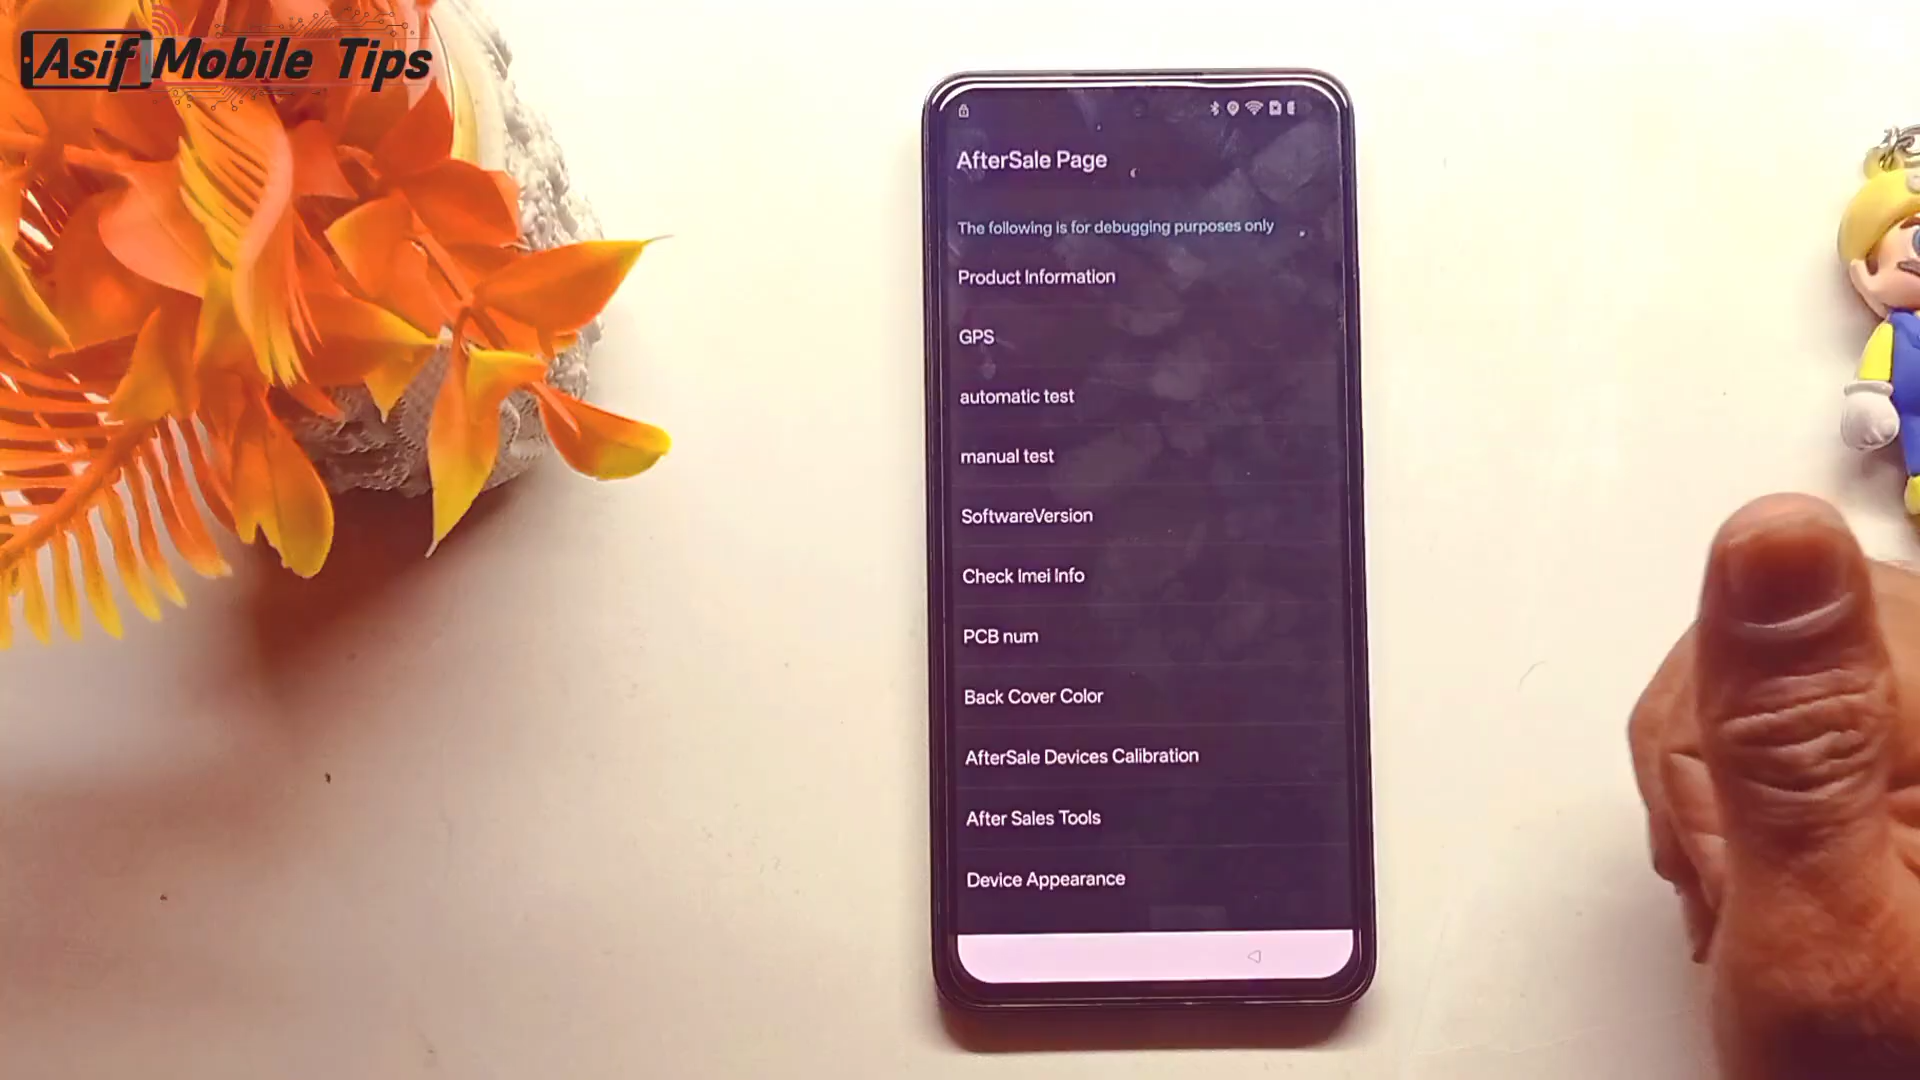 Asif Mobile Tips
AfterSale Page
The following is for debugging purposes only
Product Information
GPS
automatic test
manual test
SoftwareVersion
Check Imei Info
PCB num
Back Cover Color
AfterSale Devices Calibration
After Sales Tools
Device Appearance